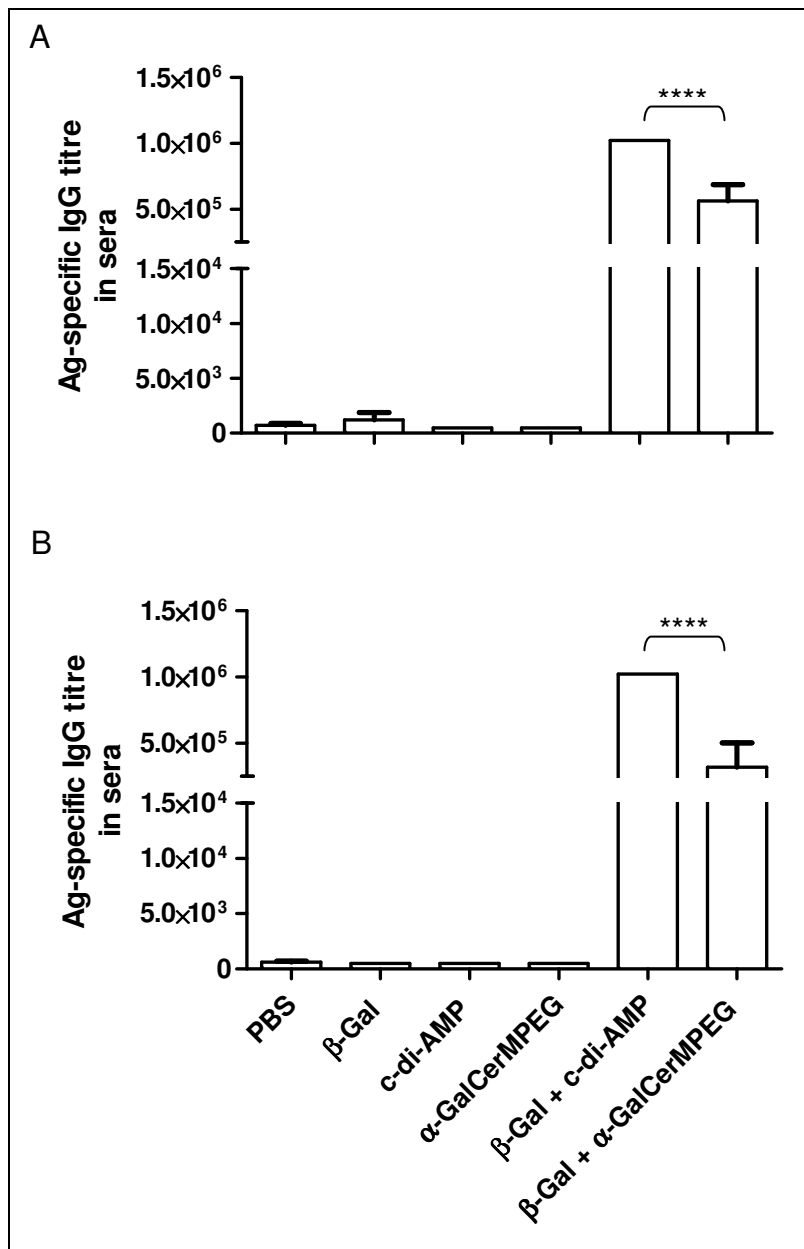 A
Ag-specific IgG titre
in sera
1.5×10⁶
1.0×10⁶
5.0×10⁵
1.5×10⁴
1.0×10⁴
5.0×10³
0
****
B
Ag-specific IgG titre
in sera
1.5×10⁶
1.0×10⁶
5.0×10⁵
1.5×10⁴
1.0×10⁴
5.0×10³
0
****
PBS
β-Gal
c-di-AMP
α-GalCerMPEG
β-Gal + c-di-AMP
β-Gal + α-GalCerMPEG